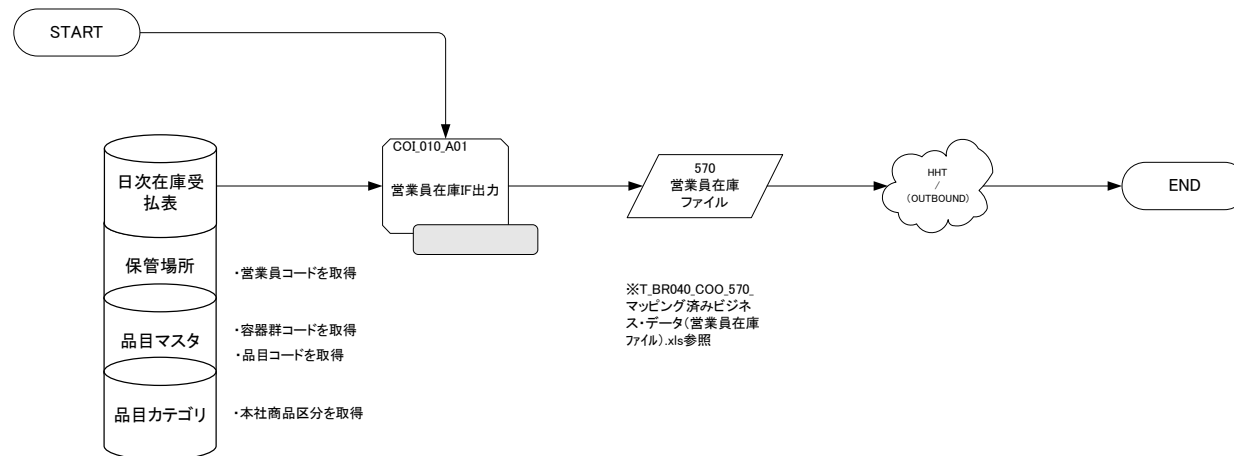 START
COI_010_A01
営業員在庫IF出力
日次在庫受
払表
保管場所
・営業員コードを取得
品目マスタ
・容器群コードを取得
・品目コードを取得
品目カテゴリ
・本社商品区分を取得
570
営業員在庫
ファイル
※T_BR040_COO_570_
マッピング済みビジネ
ス・データ（営業員在庫
ファイル）.xls参照
HHT
/
（OUTBOUND）
END